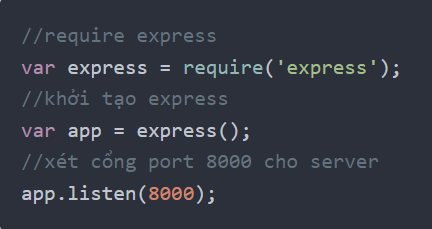 //require express
var express = require('express');
//khởi tạo express
var app = express();
//xét cổng port 8000 cho server
app.listen(8000);